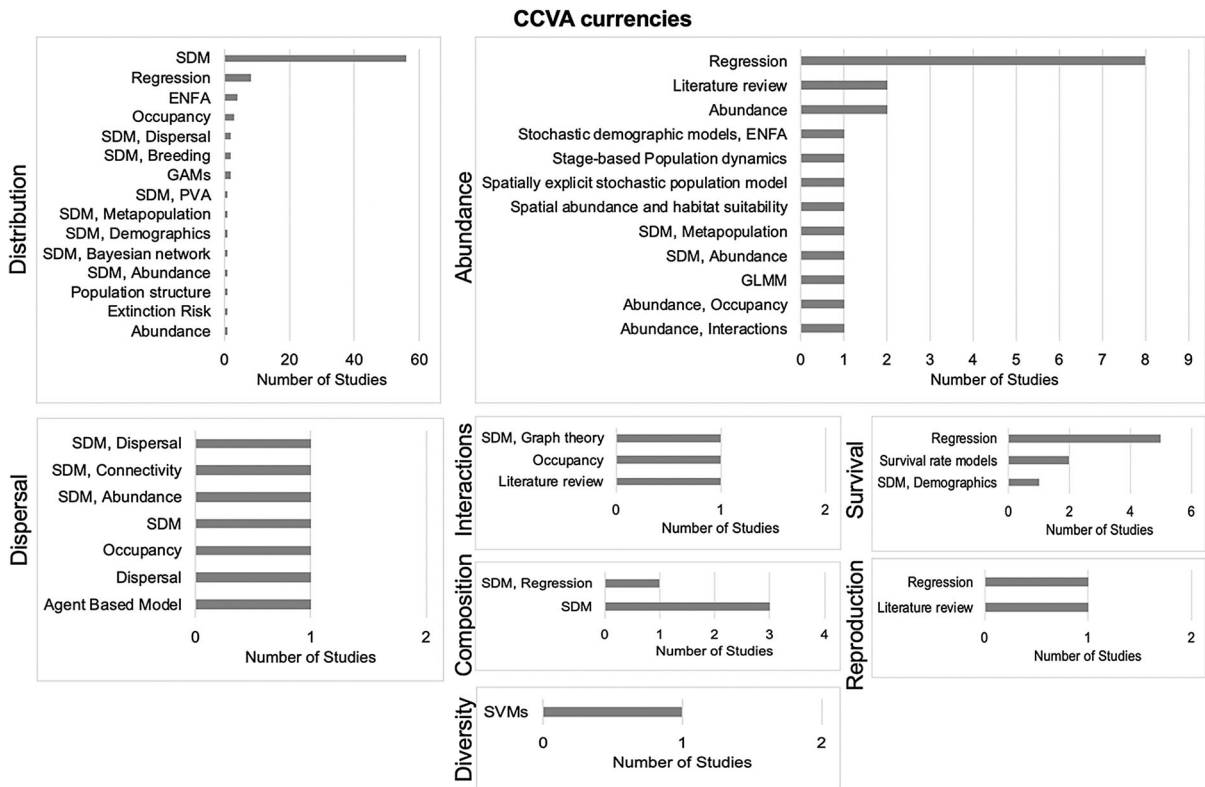 CCVA currencies
Distribution
SDM
Regression
ENFA
Occupancy
SDM, Dispersal
SDM, Breeding
GAMs
SDM, PVA
SDM, Metapopulation
SDM, Demographics
SDM, Bayesian network
SDM, Abundance
Population structure
Extinction Risk
Abundance
0 20 40 60
Number of Studies
Abundance
Regression
Literature review
Abundance
Stochastic demographic models, ENFA
Stage-based Population dynamics
Spatially explicit stochastic population model
Spatial abundance and habitat suitability
SDM, Metapopulation
SDM, Abundance
GLMM
Abundance, Occupancy
Abundance, Interactions
0 1 2 3 4 5 6 7 8 9
Number of Studies
Dispersal
SDM, Dispersal
SDM, Connectivity
SDM, Abundance
SDM
Occupancy
Dispersal
Agent Based Model
0 1 2
Number of Studies
Interactions
SDM, Graph theory
Occupancy
Literature review
0 1 2
Number of Studies
Survival
Regression
Survival rate models
SDM, Demographics
0 2 4 6
Number of Studies
Composition
SDM, Regression
SDM
0 1 2 3 4
Number of Studies
Reproduction
Regression
Literature review
0 1 2
Number of Studies
Diversity
SVMs
0 1 2
Number of Studies